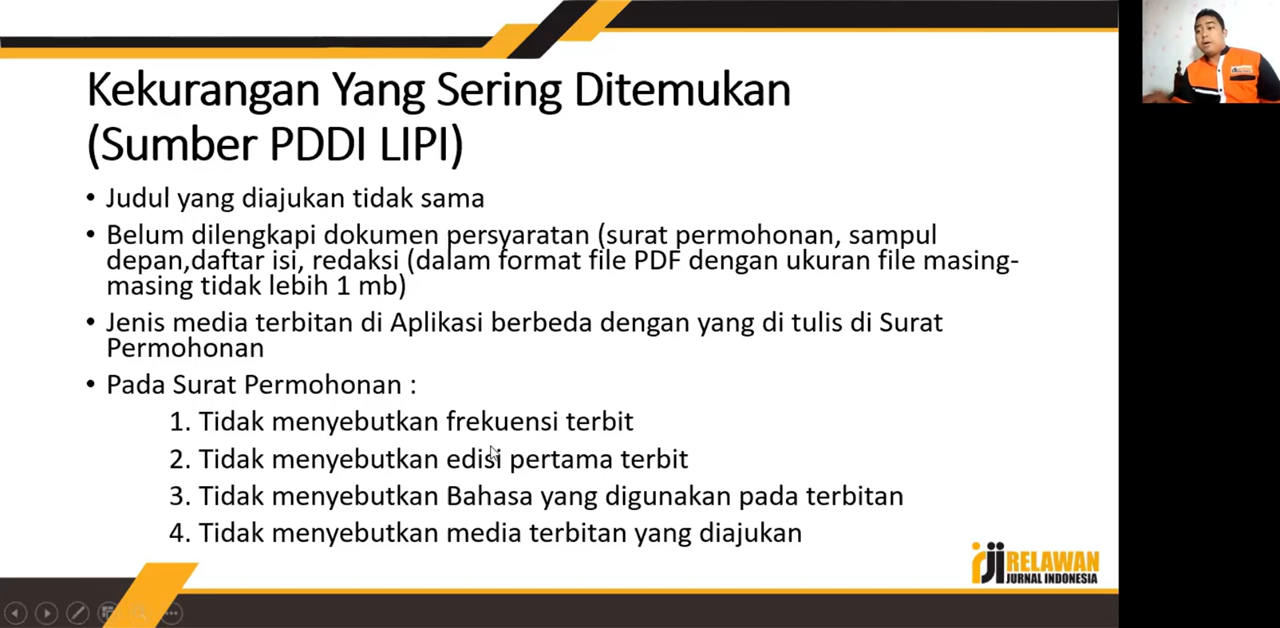 Kekurangan Yang Sering Ditemukan
(Sumber PDDI LIPI)
• Judul yang diajukan tidak sama
• Belum dilengkapi dokumen persyaratan (surat permohonan, sampul
depan,daftar isi, redaksi (dalam format file PDF dengan ukuran file masing-
masing tidak lebih 1 mb)
• Jenis media terbitan di Aplikasi berbeda dengan yang di tulis di Surat
Permohonan
• Pada Surat Permohonan :
1. Tidak menyebutkan frekuensi terbit
2. Tidak menyebutkan edisi pertama terbit
3. Tidak menyebutkan Bahasa yang digunakan pada terbitan
4. Tidak menyebutkan media terbitan yang diajukan
rji RELAWAN
JURNAL INDONESIA